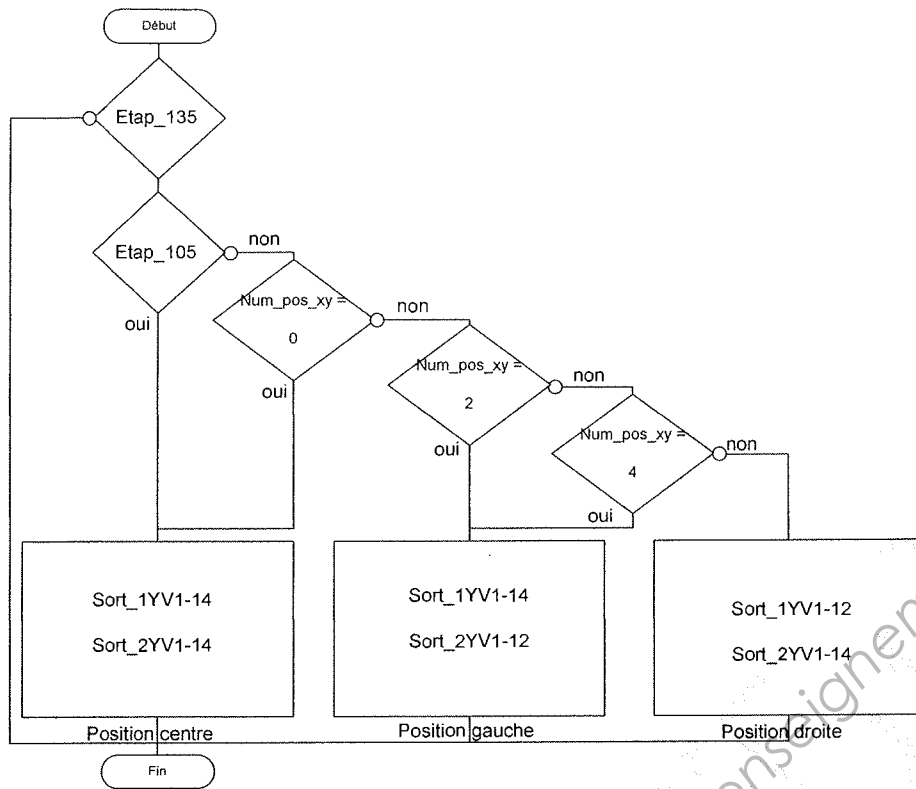 Début
Etap_135
Etap_105
non
oui
Num_pos_xy =
0
non
oui
Num_pos_xy =
2
non
oui
Num_pos_xy =
4
non
oui
Sort_1YV1-14
Sort_2YV1-14
Position centre
Sort_1YV1-14
Sort_2YV1-12
Position gauche
Sort_1YV1-12
Sort_2YV1-14
Position droite
Fin